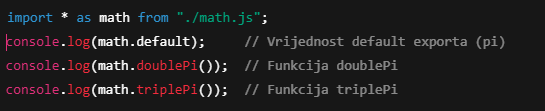 import * as math from "./math.js";
console.log(math.default);      // Vrijednost default exporta (pi)
console.log(math.doublePi());  // Funkcija doublePi
console.log(math.triplePi());  // Funkcija triplePi